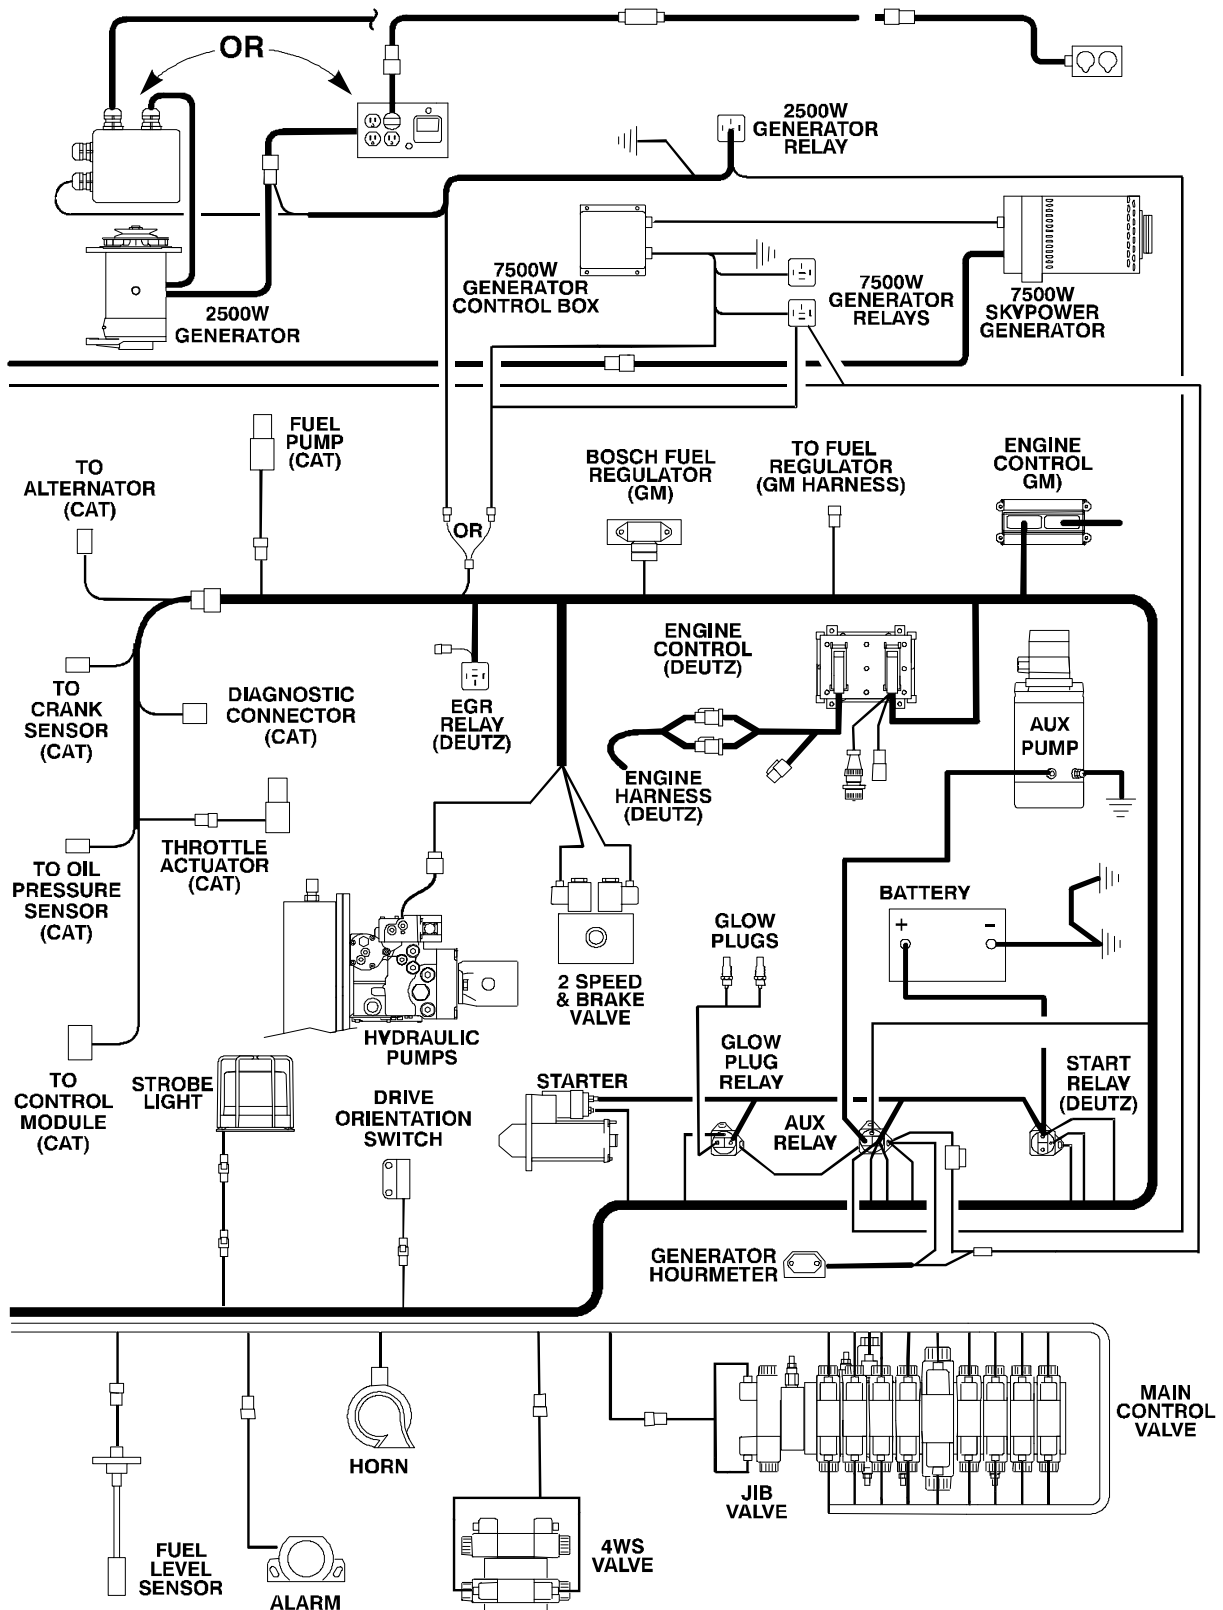 OR
2500W
GENERATOR
RELAY
7500W
GENERATOR
CONTROL BOX
7500W
GENERATOR
RELAYS
7500W
SKYPOWER
GENERATOR
2500W
GENERATOR
FUEL
PUMP
(CAT)
TO
ALTERNATOR
(CAT)
BOSCH FUEL
REGULATOR
(GM)
TO FUEL
REGULATOR
(GM HARNESS)
ENGINE
CONTROL
GM)
OR
ENGINE
CONTROL
(DEUTZ)
TO
CRANK
SENSOR
(CAT)
DIAGNOSTIC
CONNECTOR
(CAT)
EGR
RELAY
(DEUTZ)
AUX
PUMP
ENGINE
HARNESS
(DEUTZ)
THROTTLE
ACTUATOR
(CAT)
TO OIL
PRESSURE
SENSOR
(CAT)
BATTERY
+ -
GLOW
PLUGS
2 SPEED
& BRAKE
VALVE
HYDRAULIC
PUMPS
GLOW
PLUG
RELAY
START
RELAY
(DEUTZ)
TO
CONTROL
MODULE
(CAT)
STROBE
LIGHT
DRIVE
ORIENTATION
SWITCH
STARTER
AUX
RELAY
GENERATOR
HOURMETER
MAIN
CONTROL
VALVE
HORN
JIB
VALVE
FUEL
LEVEL
SENSOR
ALARM
4WS
VALVE